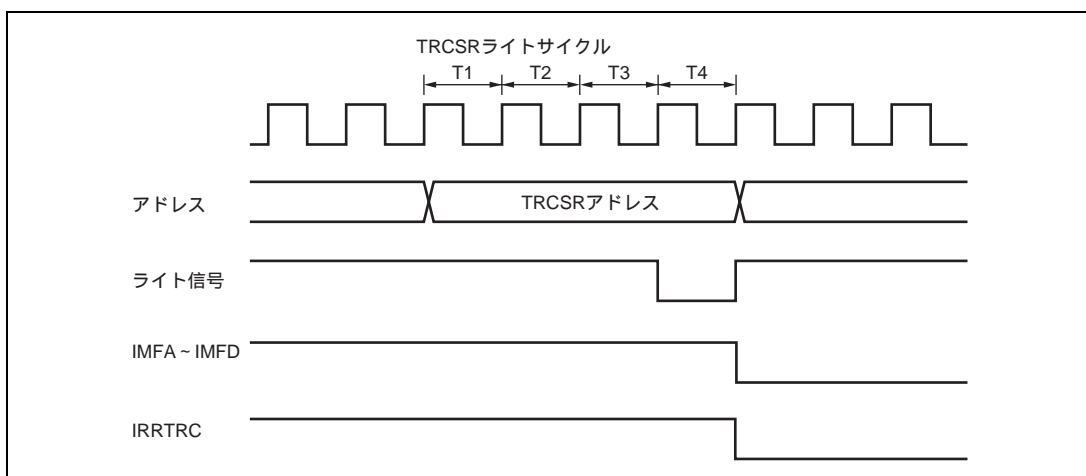 TRCSRライトサイクル
T1 T2 T3 T4
アドレス TRCSRアドレス
ライト信号
IMFA ~ IMFD
IRRTRC